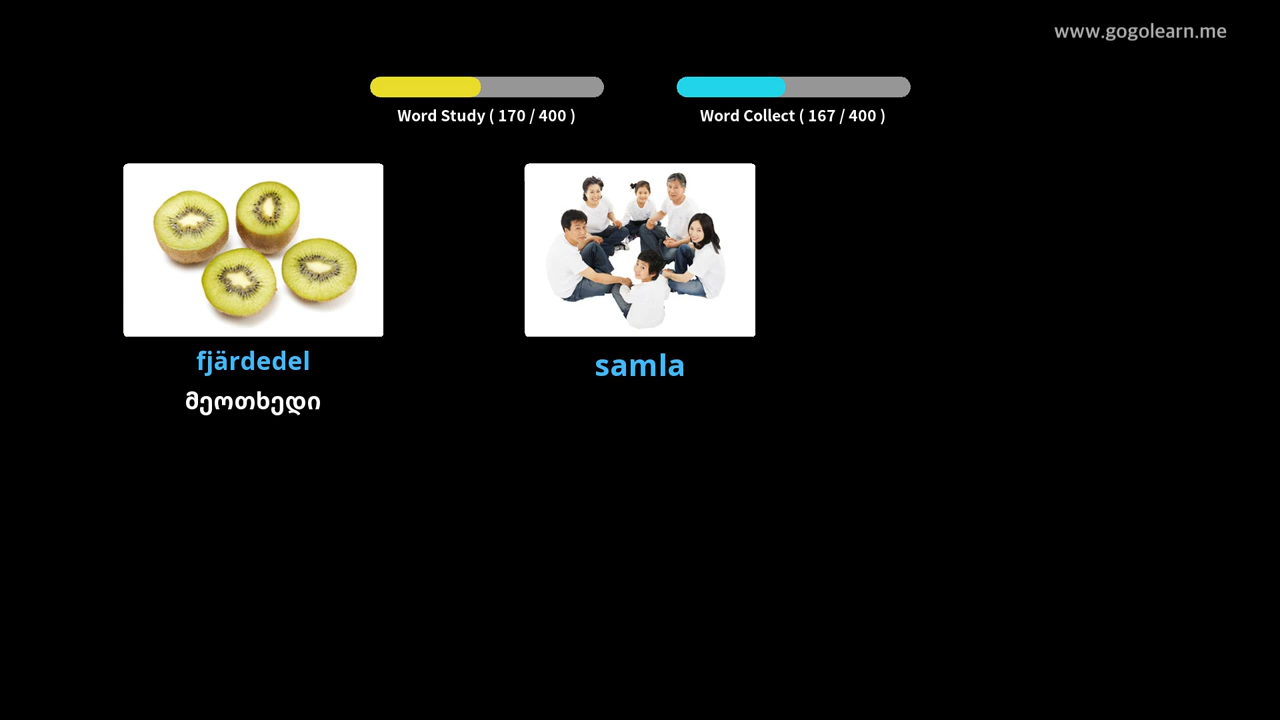 www.gogolearn.me
Word Study ( 170 / 400 )
Word Collect ( 167 / 400 )
fjärdedel
მეოთხედი
samla